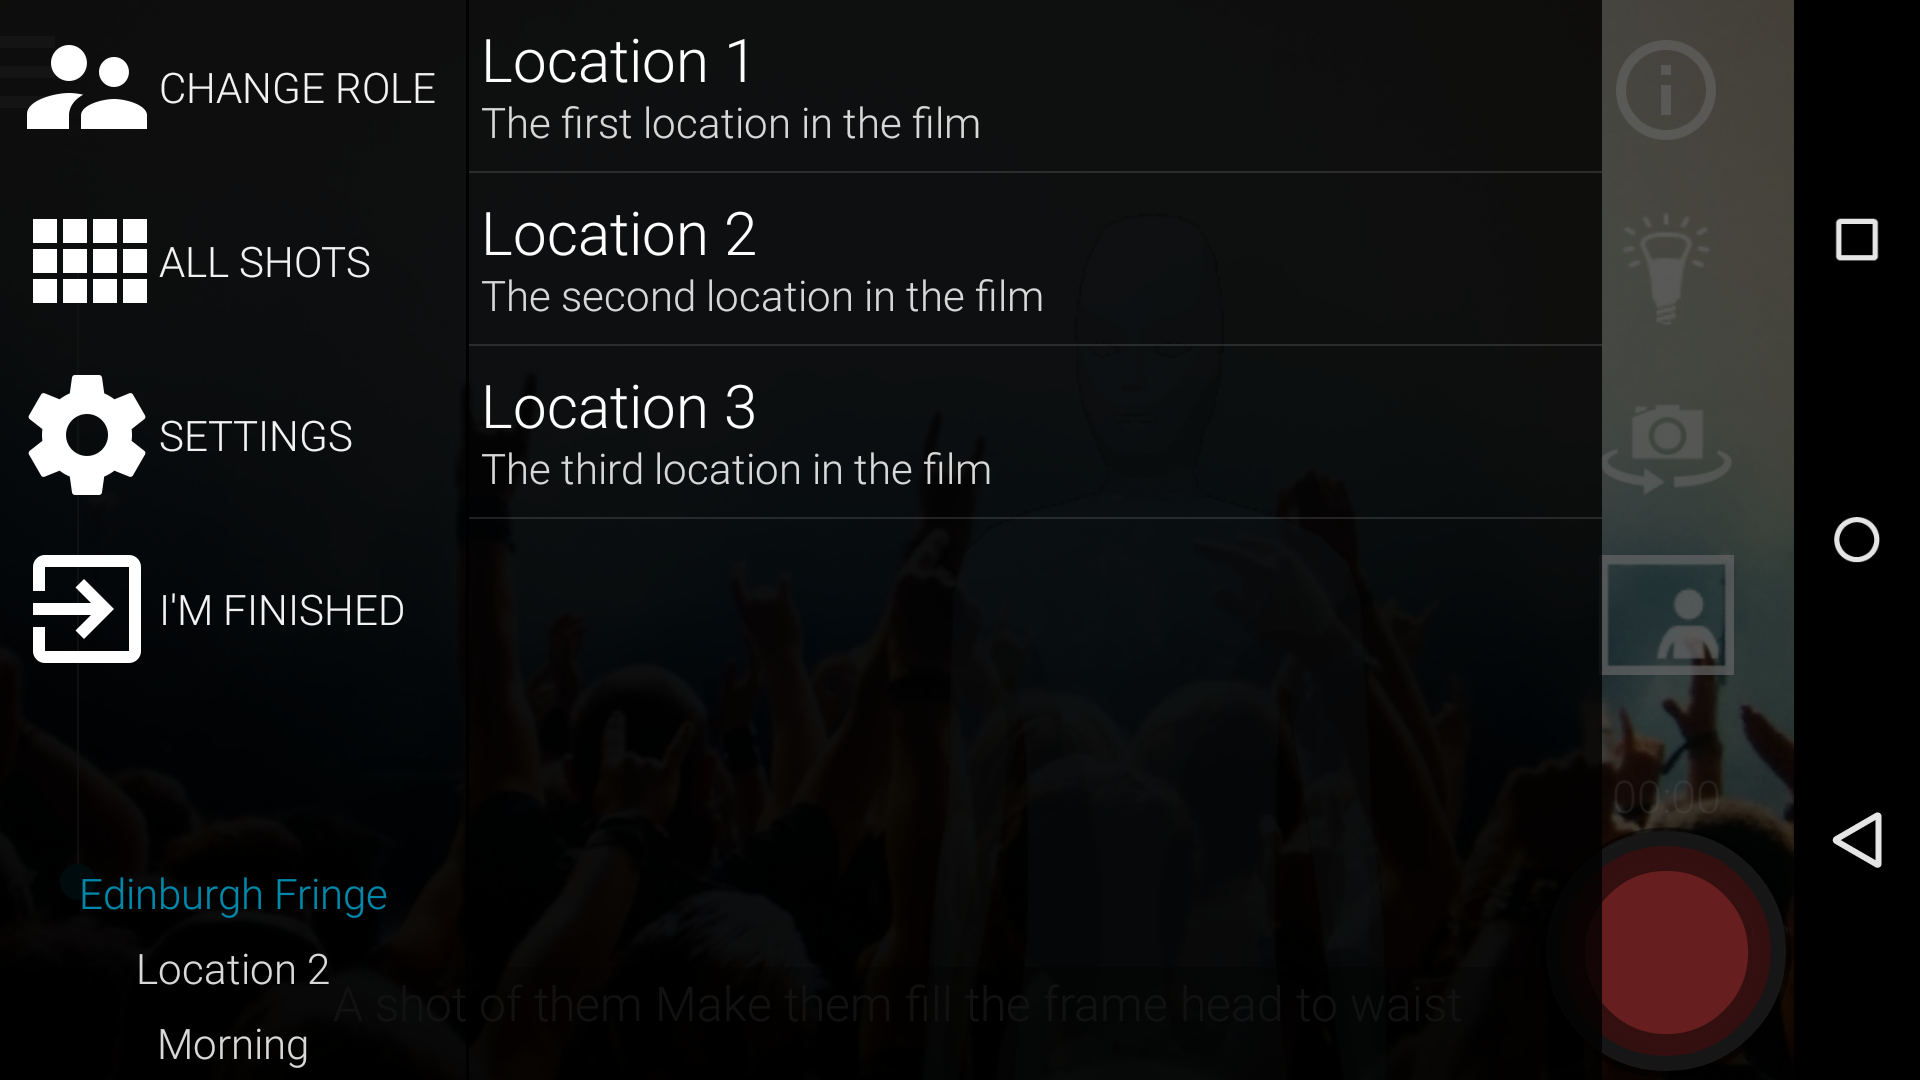 CHANGE ROLE
ALL SHOTS
SETTINGS
I'M FINISHED
Edinburgh Fringe
Location 2
Morning
Location 1
The first location in the film
Location 2
The second location in the film
Location 3
The third location in the film
A shot of them Make them fill the frame head to waist
00:00